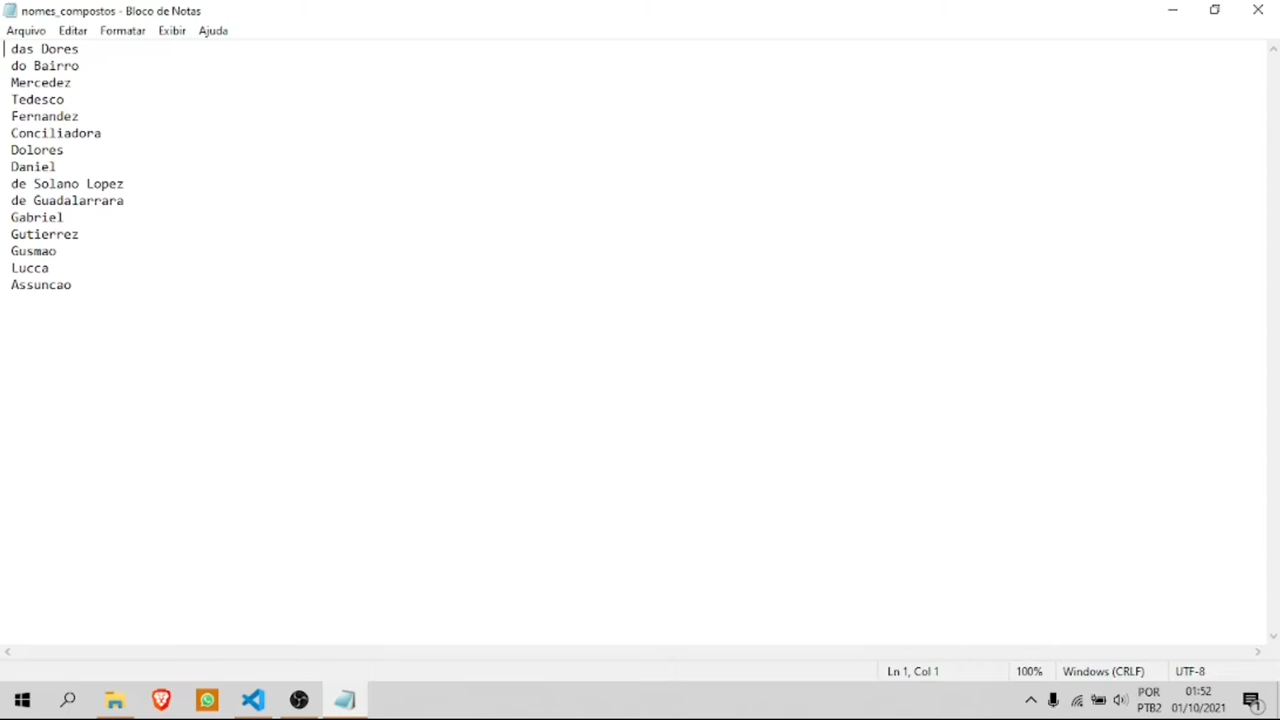 nomes_compostos - Bloco de Notas
Arquivo Editar Formatar Exibir Ajuda
das Dores
do Bairro
Mercedez
Tedesco
Fernandez
Conciliadora
Dolores
Daniel
de Solano Lopez
de Guadalarrara
Gabriel
Gutierrez
Gusmao
Lucca
Assuncao
Ln 1, Col 1 100% Windows (CRLF) UTF-8
POR 01:52
PTB2 01/10/2021 1